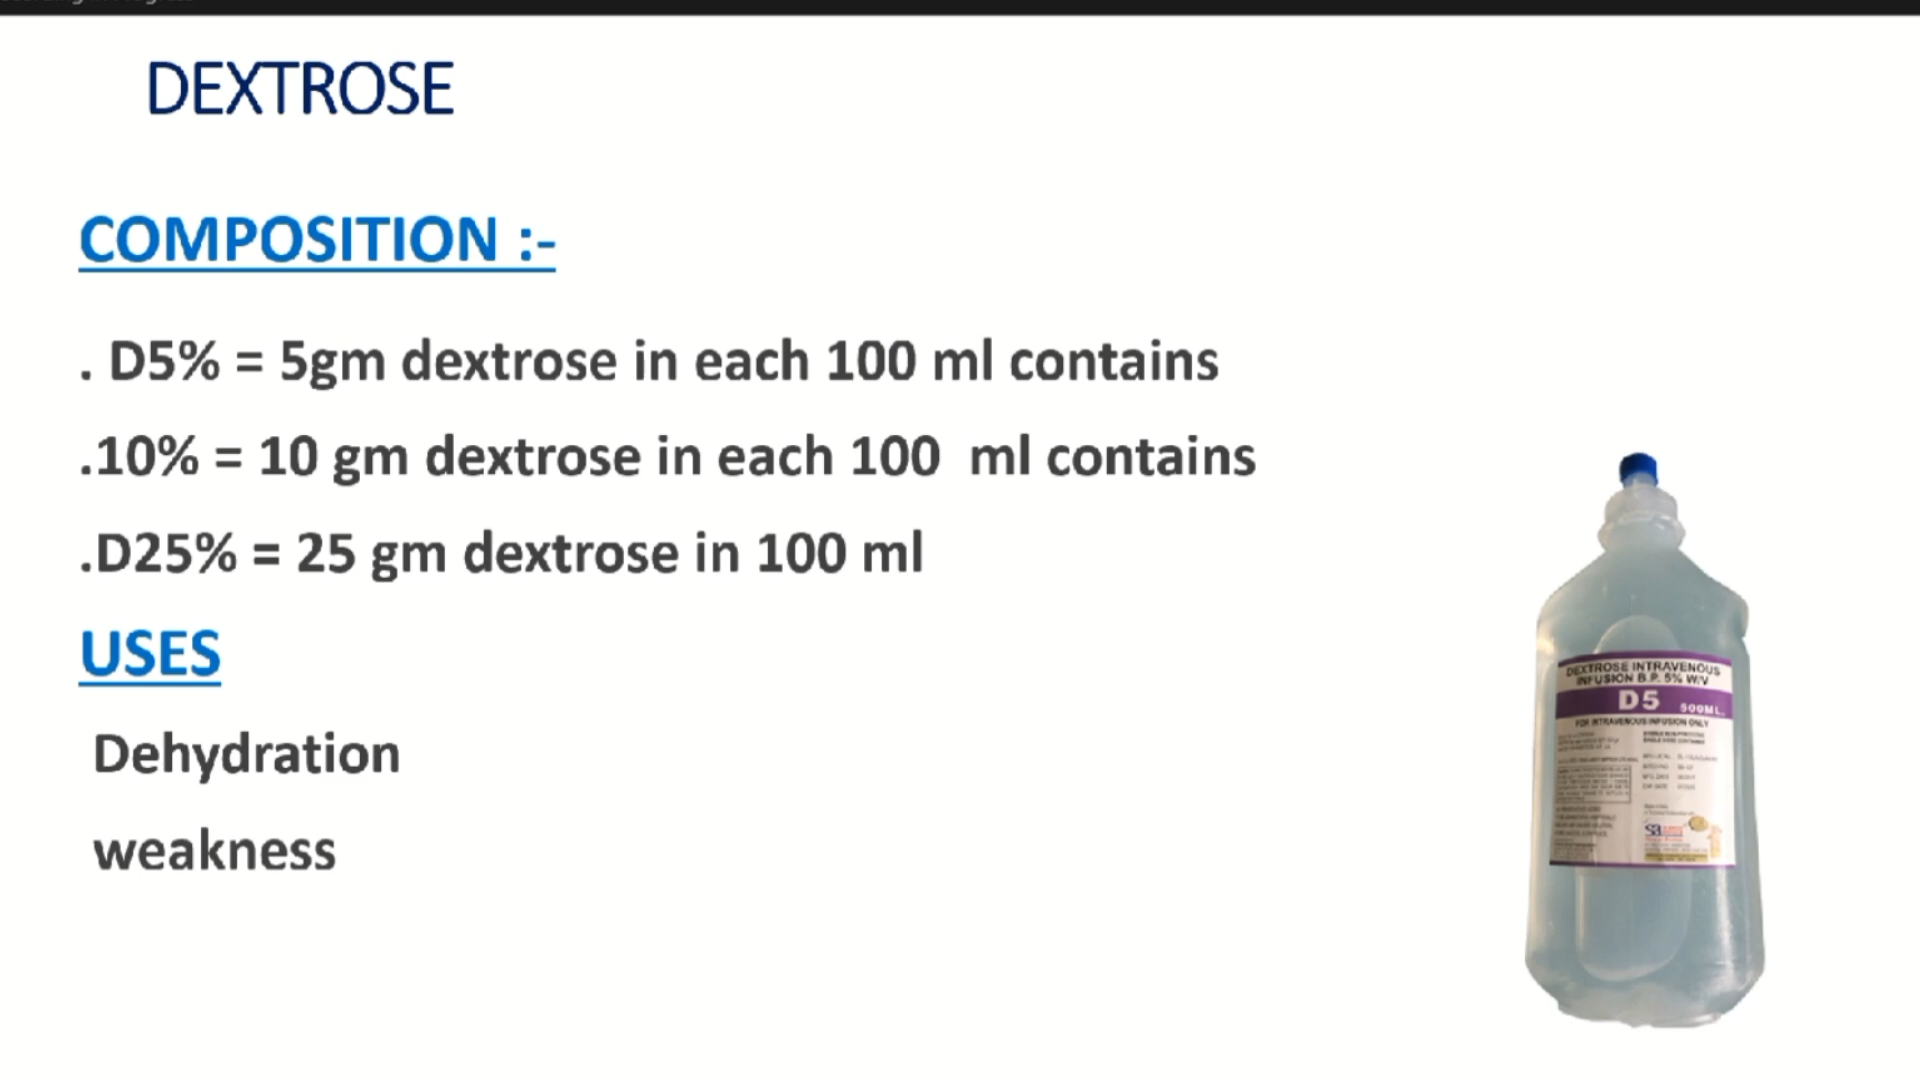 DEXTROSE
COMPOSITION :-
. D5% = 5gm dextrose in each 100 ml contains
.10% = 10 gm dextrose in each 100  ml contains
.D25% = 25 gm dextrose in 100 ml
USES
Dehydration
weakness
DEXTROSE INTRAVENOUS
INFUSION B.P. 5% W/V
D5 500ML.
FOR INTRAVENOUS INFUSION ONLY